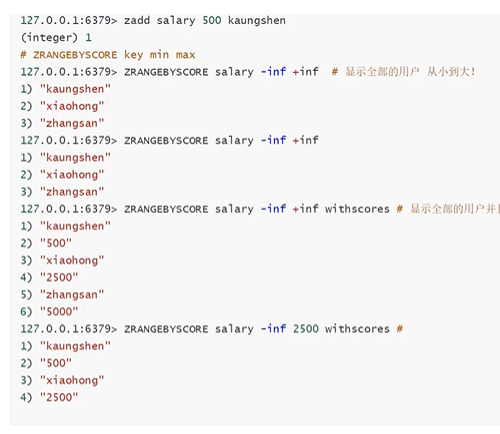 127.0.0.1:6379> zadd salary 500 kaungshen
(integer) 1
# ZRANGEBYSCORE key min max
127.0.0.1:6379> ZRANGEBYSCORE salary -inf +inf  # 显示全部的用户 从小到大!
1) "kaungshen"
2) "xiaohong"
3) "zhangsan"
127.0.0.1:6379> ZRANGEBYSCORE salary -inf +inf
1) "kaungshen"
2) "xiaohong"
3) "zhangsan"
127.0.0.1:6379> ZRANGEBYSCORE salary -inf +inf withscores # 显示全部的用户并
1) "kaungshen"
2) "500"
3) "xiaohong"
4) "2500"
5) "zhangsan"
6) "5000"
127.0.0.1:6379> ZRANGEBYSCORE salary -inf 2500 withscores #
1) "kaungshen"
2) "500"
3) "xiaohong"
4) "2500"